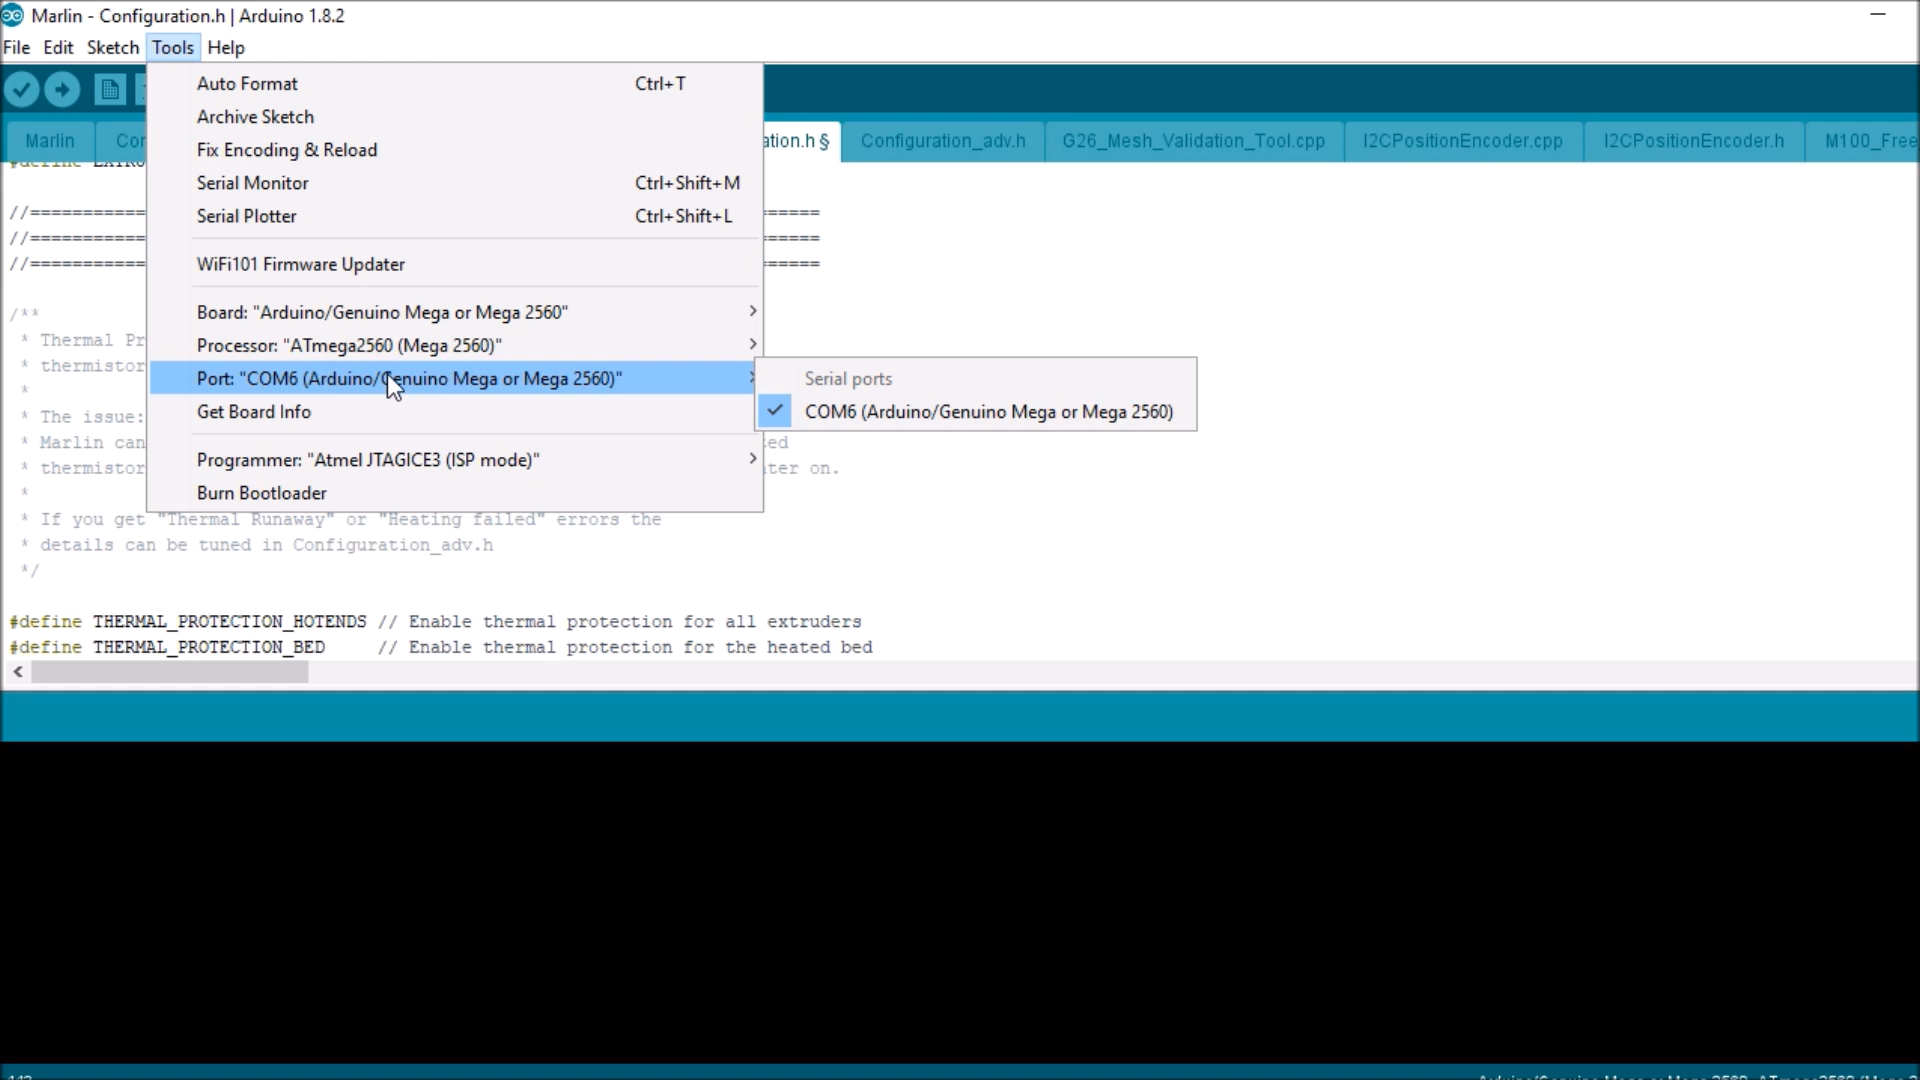 Marlin - Configuration.h | Arduino 1.8.2
File Edit Sketch Tools Help
Auto Format Ctrl+T
Archive Sketch
Fix Encoding & Reload
Serial Monitor Ctrl+Shift+M
Serial Plotter Ctrl+Shift+L
WiFi101 Firmware Updater
Board: "Arduino/Genuino Mega or Mega 2560"
Processor: "ATmega2560 (Mega 2560)"
Port: "COM6 (Arduino/Genuino Mega or Mega 2560)"
Get Board Info
Programmer: "Atmel JTAGICE3 (ISP mode)"
Burn Bootloader
Serial ports
COM6 (Arduino/Genuino Mega or Mega 2560)
Marlin Con ation.h § Configuration_adv.h G26_Mesh_Validation_Tool.cpp I2CPositionEncoder.cpp I2CPositionEncoder.h M100_Free
//============= ======
//============= ======
//============= ======
/**
* Thermal Pr
* thermistor
*
* The issue:
* Marlin can ed
* thermistor ter on.
*
* If you get "Thermal Runaway" or "Heating failed" errors the
* details can be tuned in Configuration_adv.h
*/
#define THERMAL_PROTECTION_HOTENDS // Enable thermal protection for all extruders
#define THERMAL_PROTECTION_BED // Enable thermal protection for the heated bed